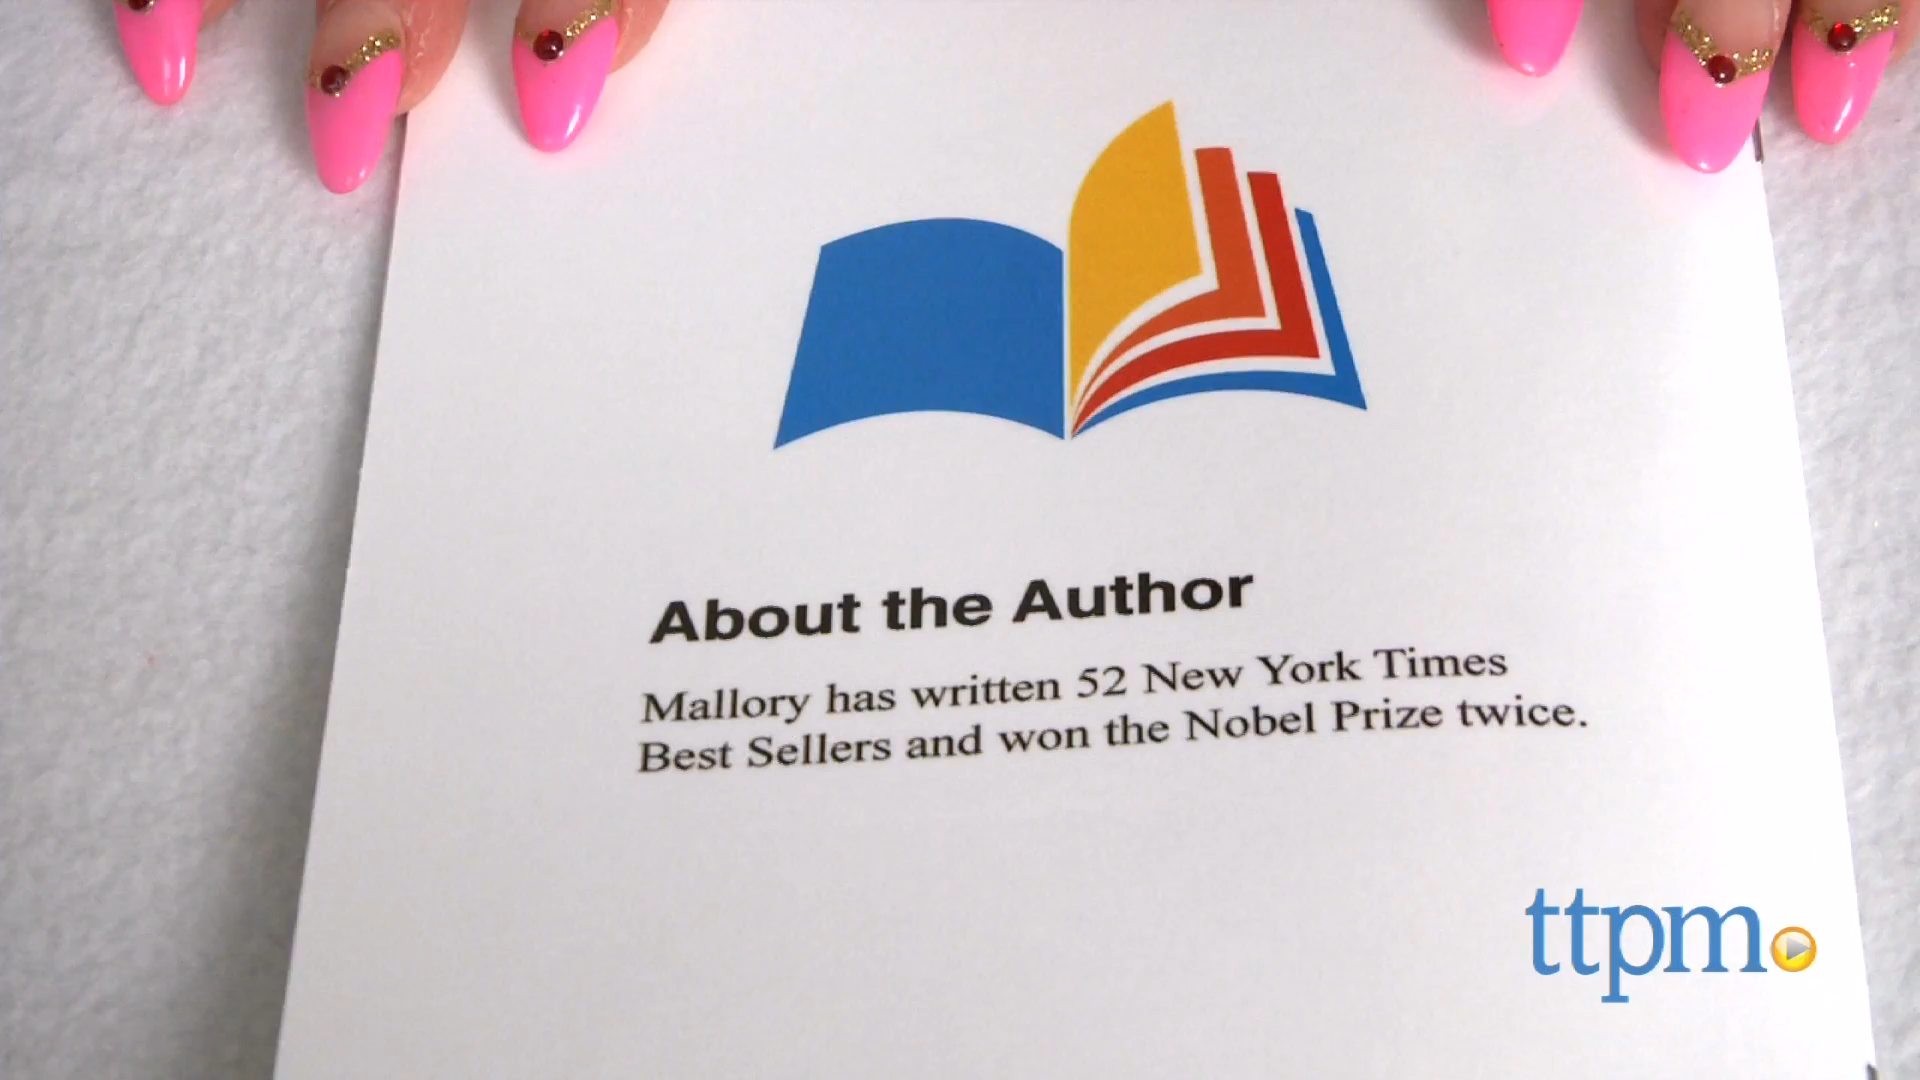 About the Author
Mallory has written 52 New York Times
Best Sellers and won the Nobel Prize twice.
ttpm